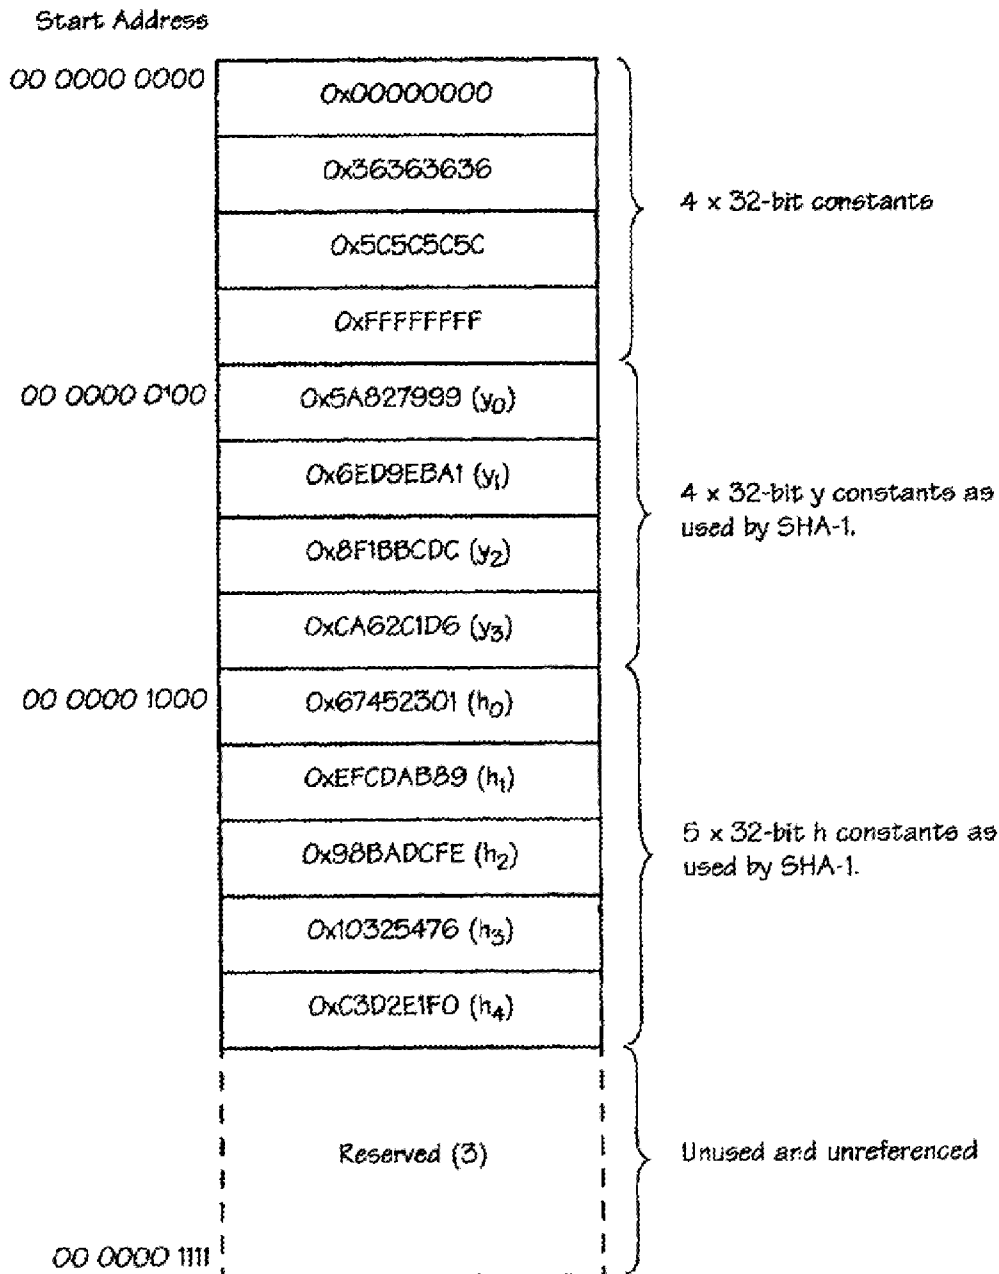 Start Address
00 0000 0000
0x00000000
0x36363636
0x5C5C5C5C
0xFFFFFFFF
4 x 32-bit constants
00 0000 0100
0x5A827999 (y0)
0x6ED9EBA1 (y1)
0x8F1BBCDC (y2)
0xCA62C1D6 (y3)
4 x 32-bit y constants as
used by SHA-1.
00 0000 1000
0x67452301 (h0)
0xEFCDAB89 (h1)
0x98BADCFE (h2)
0x10325476 (h3)
0xC3D2E1F0 (h4)
5 x 32-bit h constants as
used by SHA-1.
Reserved (3)
Unused and unreferenced
00 0000 1111